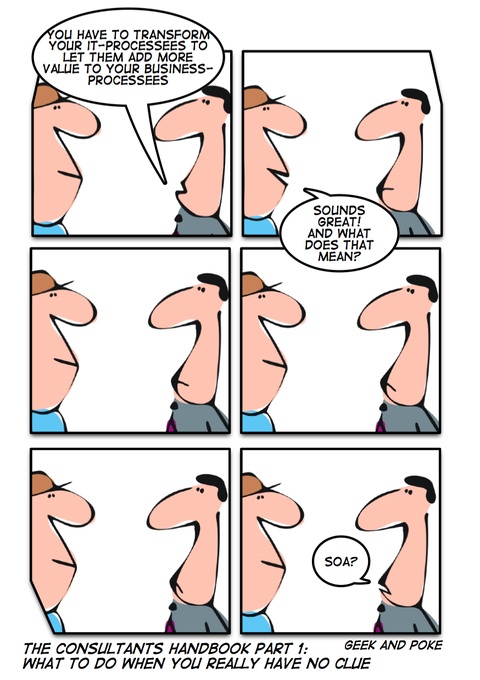 YOU HAVE TO TRANSFORM
YOUR IT-PROCESSEES TO
LET THEM ADD MORE
VALUE TO YOUR BUSINESS-
PROCESSEES
SOUNDS
GREAT!
AND WHAT
DOES THAT
MEAN?
SOA?
GEEK AND POKE
THE CONSULTANTS HANDBOOK PART 1:
WHAT TO DO WHEN YOU REALLY HAVE NO CLUE